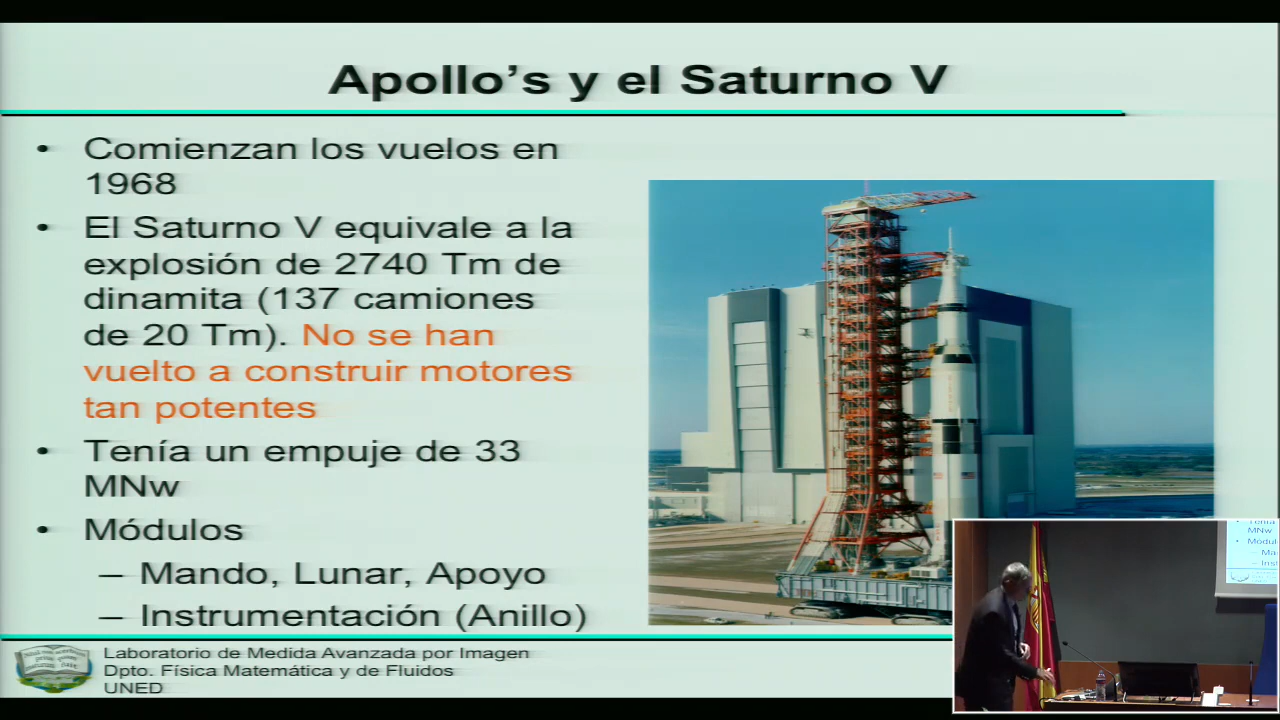 Apollo’s y el Saturno V
• Comienzan los vuelos en
1968
• El Saturno V equivale a la
explosión de 2740 Tm de
dinamita (137 camiones
de 20 Tm). No se han
vuelto a construir motores
tan potentes
• Tenía un empuje de 33
MNw
• Módulos
– Mando, Lunar, Apoyo
– Instrumentación (Anillo)
Laboratorio de Medida Avanzada por Imagen
Dpto. Física Matemática y de Fluidos
UNED
MNw